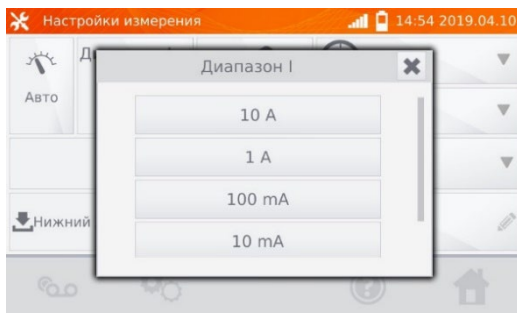 Настройки измерения
14:54 2019.04.10
Диапазон I
Авто
10 A
1 A
100 mA
10 mA
Нижний